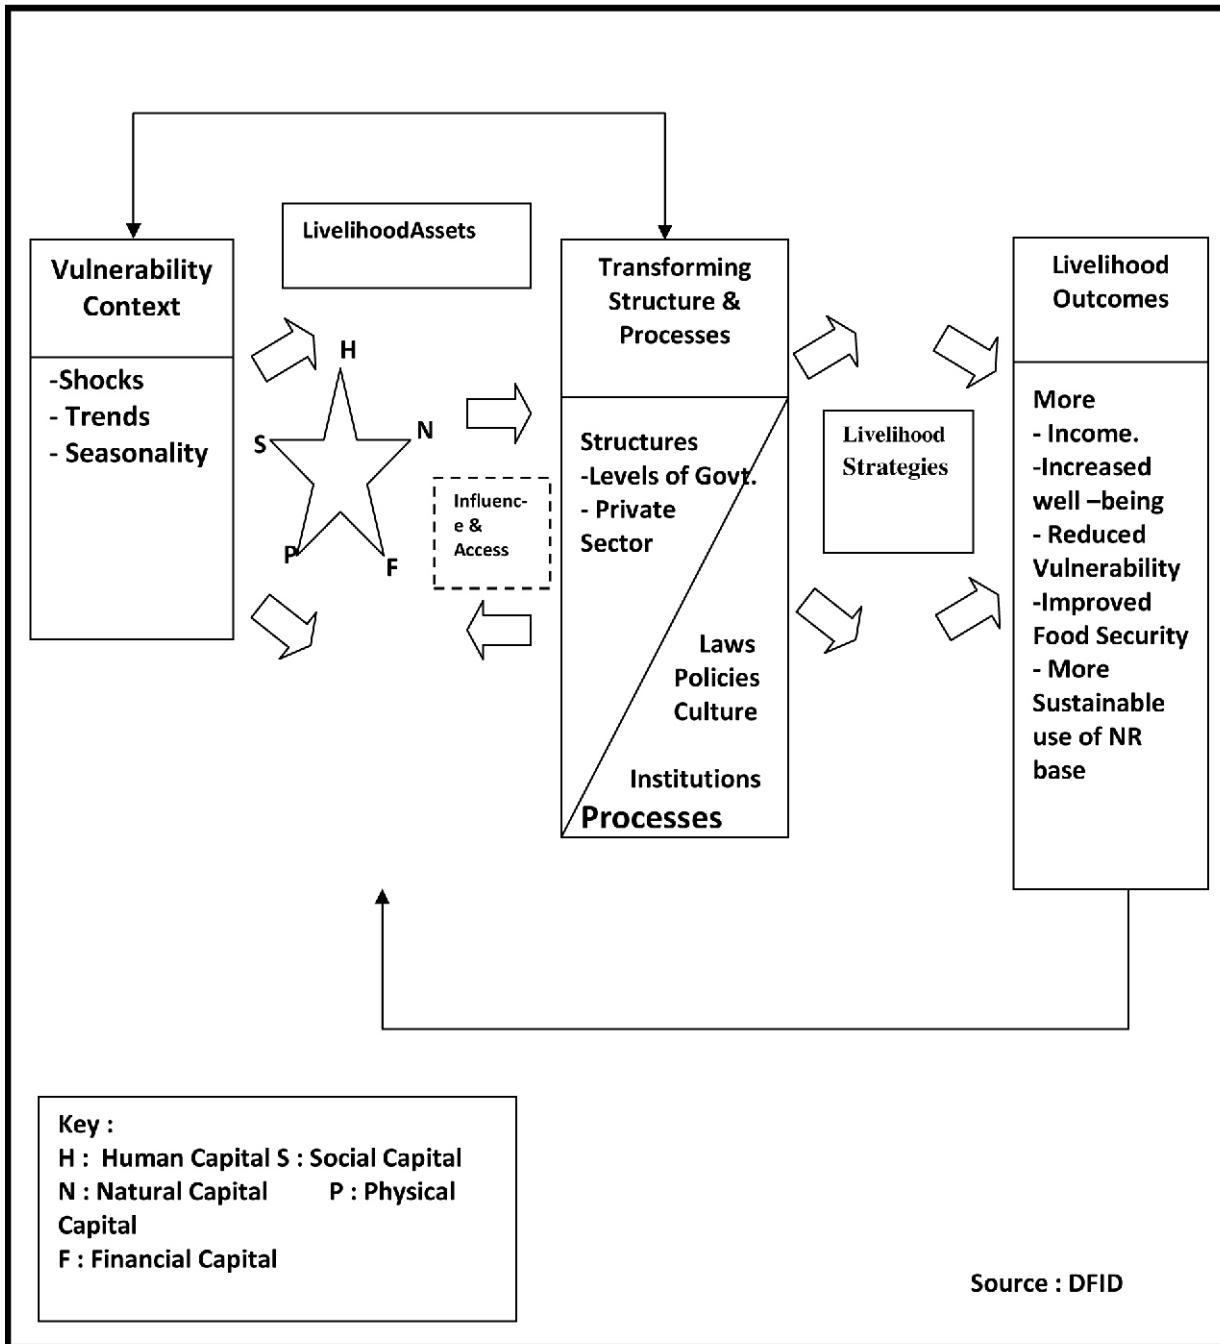 LivelihoodAssets
Vulnerability
Context
-Shocks
- Trends
- Seasonality
H
S
N
P
F
Influenc-
e &
Access
Transforming
Structure &
Processes
Structures
-Levels of Govt.
- Private
Sector
Laws
Policies
Culture
Institutions
Processes
Livelihood
Strategies
Livelihood
Outcomes
More
- Income.
-Increased
well –being
- Reduced
Vulnerability
-Improved
Food Security
- More
Sustainable
use of NR
base
Key :
H : Human Capital S : Social Capital
N : Natural Capital P : Physical
Capital
F : Financial Capital
Source : DFID